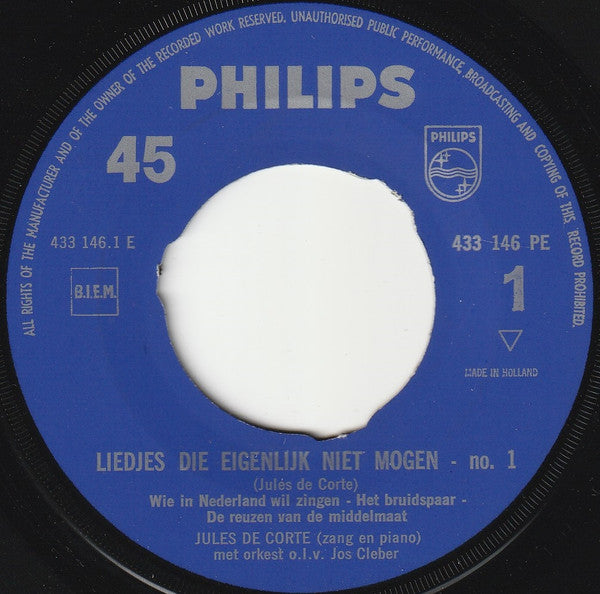 ALL RIGHTS OF THE MANUFACTURER AND OF THE OWNER OF THE RECORDED WORK RESERVED. UNAUTHORISED PUBLIC PERFORMANCE, BROADCASTING AND COPYING OF THIS RECORD PROHIBITED.
PHILIPS
45
PHILIPS
433 146.1 E
433 146 PE
B.I.E.M.
1
MADE IN HOLLAND
LIEDJES DIE EIGENLIJK NIET MOGEN - no. 1
(Julés de Corte)
Wie in Nederland wil zingen - Het bruidspaar -
De reuzen van de middelmaat
JULES DE CORTE (zang en piano)
met orkest o.l.v. Jos Cleber